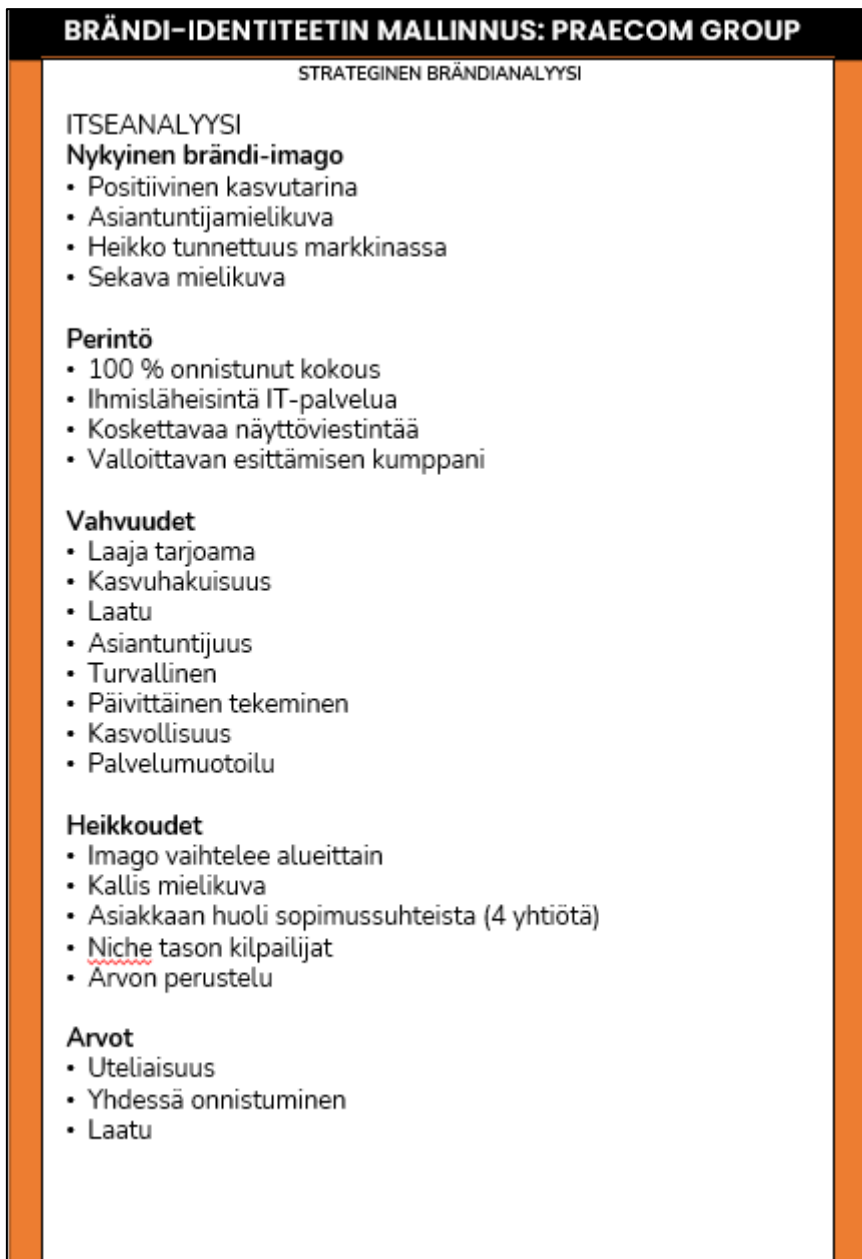 BRÄNDI-IDENTITEETIN MALLINNUS: PRAECOM GROUP
STRATEGINEN BRÄNDIANALYYSI
ITSEANALYYSI
Nykyinen brändi-imago
• Positiivinen kasvutarina
• Asiantuntijamielikuva
• Heikko tunnettuus markkinassa
• Sekava mielikuva
Perintö
• 100 % onnistunut kokous
• Ihmisläheisintä IT-palvelua
• Koskettavaa näyttöviestintää
• Valloittavan esittämisen kumppani
Vahvuudet
• Laaja tarjoama
• Kasvuhakuisuus
• Laatu
• Asiantuntijuus
• Turvallinen
• Päivittäinen tekeminen
• Kasvollisuus
• Palvelumuotoilu
Heikkoudet
• Imago vaihtelee alueittain
• Kallis mielikuva
• Asiakkaan huoli sopimussuhteista (4 yhtiötä)
• Niche tason kilpailijat
• Arvon perustelu
Arvot
• Uteliaisuus
• Yhdessä onnistuminen
• Laatu